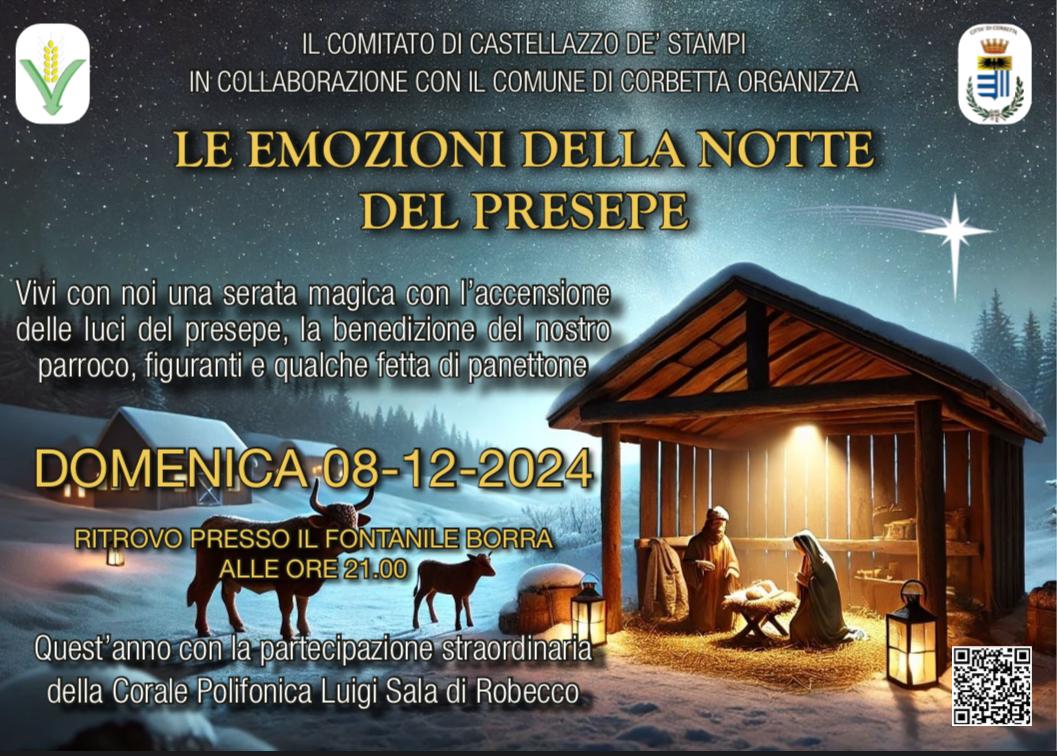 IL COMITATO DI CASTELLAZZO DE' STAMPI
IN COLLABORAZIONE CON IL COMUNE DI CORBETTA ORGANIZZA
LE EMOZIONI DELLA NOTTE
DEL PRESEPE
Vivi con noi una serata magica con l'accensione
delle luci del presepe, la benedizione del nostro
parroco, figuranti e qualche fetta di panettone
DOMENICA 08-12-2024
RITROVO PRESSO IL FONTANILE BORRA
ALLE ORE 21.00
Quest'anno con la partecipazione straordinaria
della Corale Polifonica Luigi Sala di Robecco
CITTA' DI CORBETTA